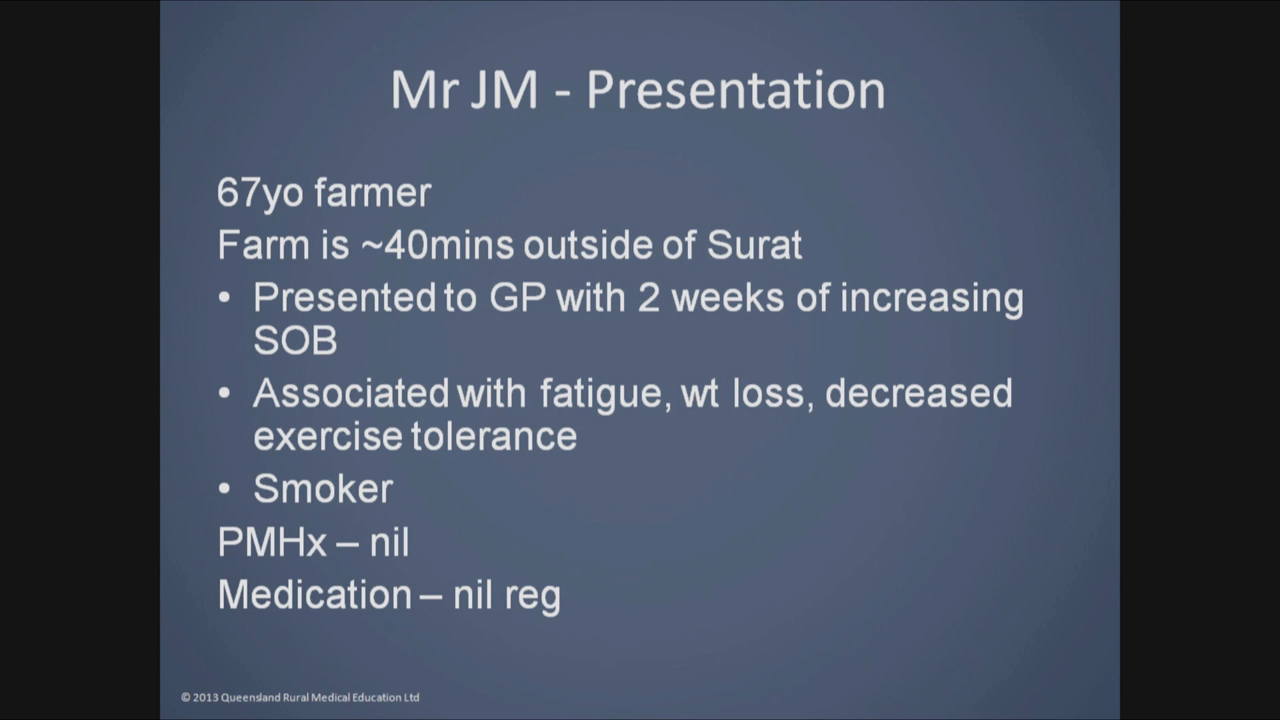 Mr JM - Presentation
67yo farmer
Farm is ~40mins outside of Surat
• Presented to GP with 2 weeks of increasing
SOB
• Associated with fatigue, wt loss, decreased
exercise tolerance
• Smoker
PMHx – nil
Medication – nil reg
© 2013 Queensland Rural Medical Education Ltd